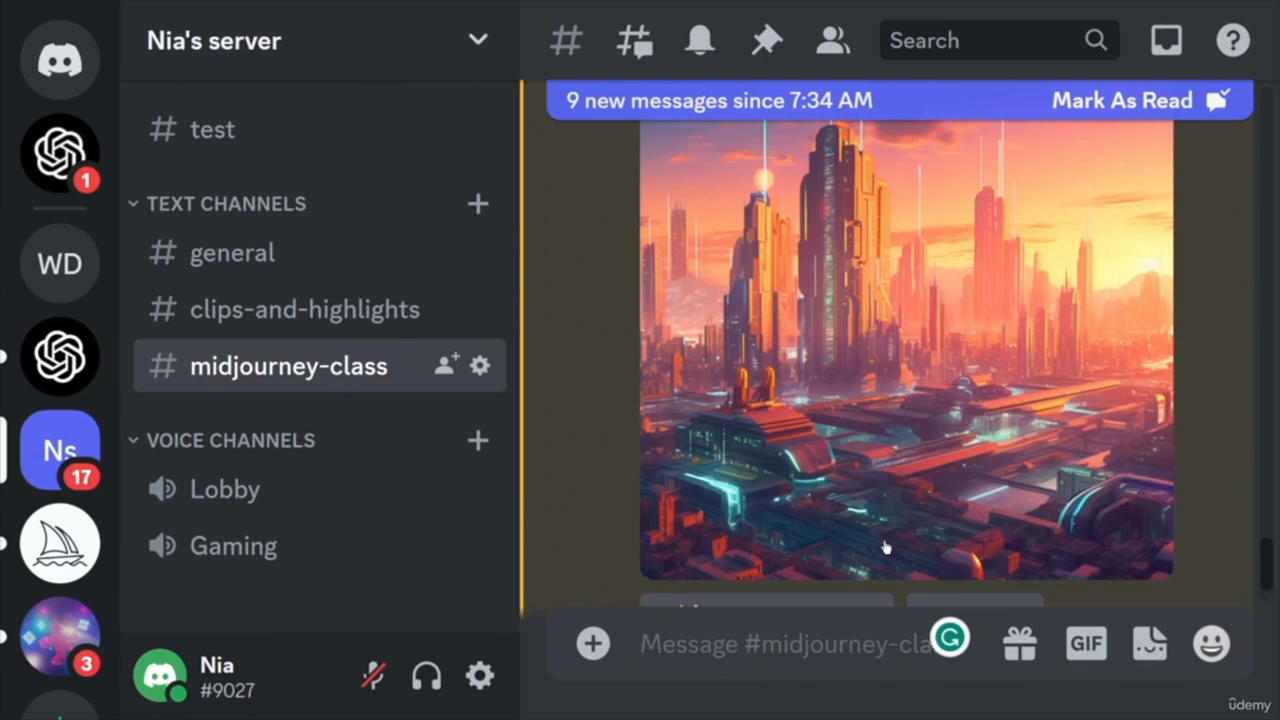 Nia's server
Search
9 new messages since 7:34 AM
Mark As Read
test
TEXT CHANNELS
general
clips-and-highlights
midjourney-class
VOICE CHANNELS
Lobby
Gaming
1
WD
Ns
17
3
Nia
#9027
Message #midjourney-cla
GIF
ûdemy